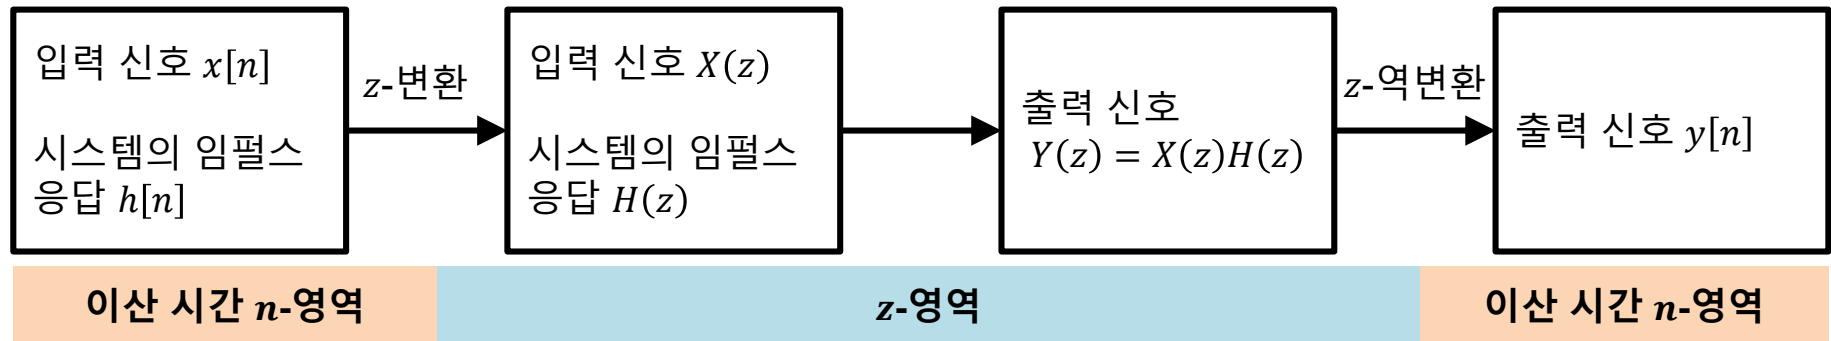 입력 신호 x[n]
시스템의 임펄스
응답 h[n]
z-변환
입력 신호 X(z)
시스템의 임펄스
응답 H(z)
출력 신호
Y(z) = X(z)H(z)
z-역변환
출력 신호 y[n]
이산 시간 n-영역
z-영역
이산 시간 n-영역